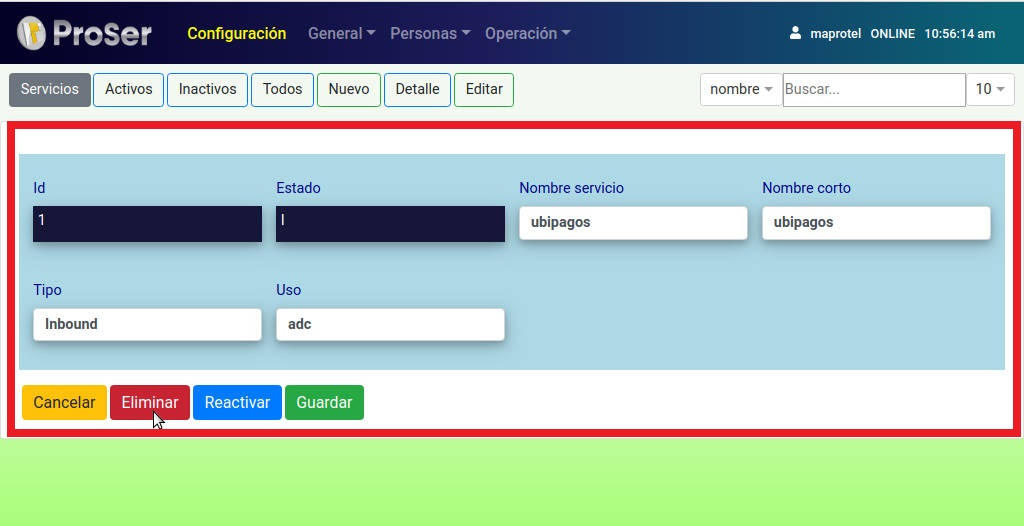 ProSer Configuración General Personas Operación maprotel ONLINE 10:56:14 am
Servicios Activos Inactivos Todos Nuevo Detalle Editar nombre Buscar... 10
Id Estado Nombre servicio Nombre corto
1 I ubipagos ubipagos
Tipo Uso
Inbound adc
Cancelar Eliminar Reactivar Guardar